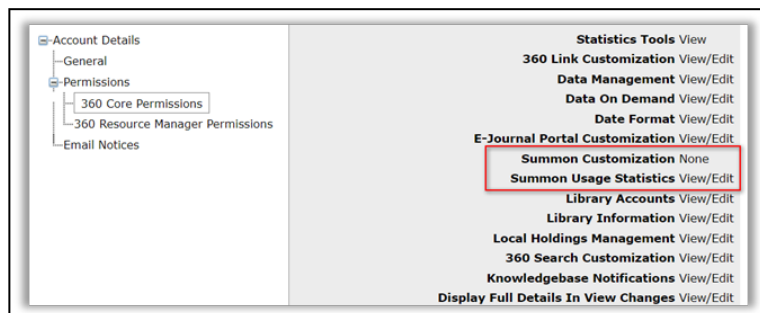 Account Details
General
Permissions
360 Core Permissions
360 Resource Manager Permissions
Email Notices
Statistics Tools View
360 Link Customization View/Edit
Data Management View/Edit
Data On Demand View/Edit
Date Format View/Edit
E-Journal Portal Customization View/Edit
Summon Customization None
Summon Usage Statistics View/Edit
Library Accounts View/Edit
Library Information View/Edit
Local Holdings Management View/Edit
360 Search Customization View/Edit
Knowledgebase Notifications View/Edit
Display Full Details In View Changes View/Edit